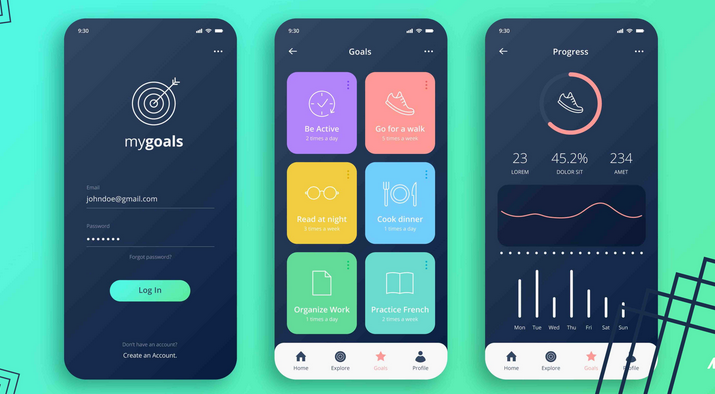 9:30
mygoals
Email
johndoe@gmail.com
Password
Forgot password?
Log In
Don't have an account?
Create an Account.
9:30
Goals
Be Active
2 times a day
Go for a walk
5 times a week
Read at night
3 times a week
Cook dinner
1 times a day
Organize Work
1 times a day
Practice French
2 times a week
Home
Explore
Goals
Profile
9:30
Progress
23 45.2% 234
LOREM DOLOR SIT AMET
Mon Tue Wed Thu Fri Sat Sun
Home
Explore
Goals
Profile